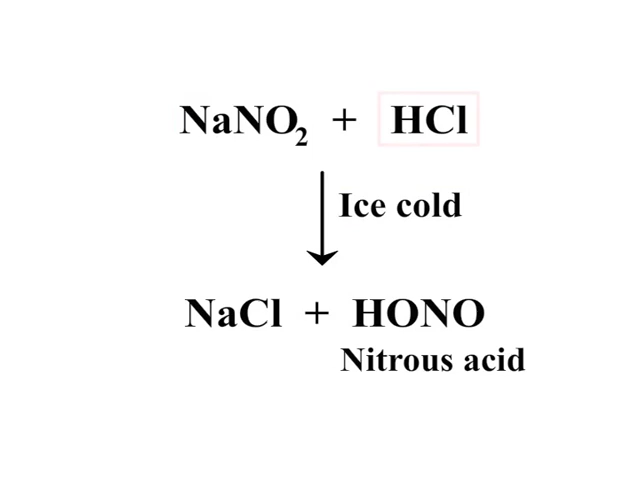 NaNO₂ + HCl
Ice cold
NaCl + HONO
Nitrous acid